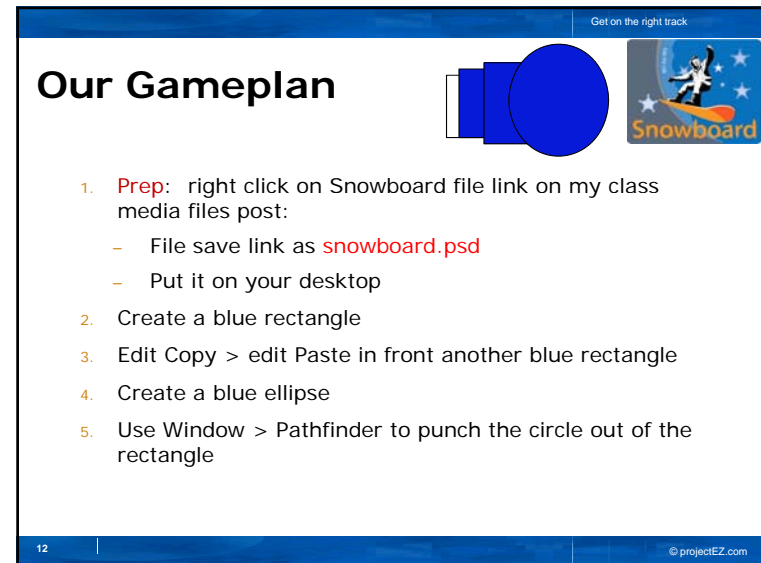 Get on the right track
Our Gameplan
Snowboard
1. Prep: right click on Snowboard file link on my class
media files post:
– File save link as snowboard.psd
– Put it on your desktop
2. Create a blue rectangle
3. Edit Copy > edit Paste in front another blue rectangle
4. Create a blue ellipse
5. Use Window > Pathfinder to punch the circle out of the
rectangle
12
© projectEZ.com